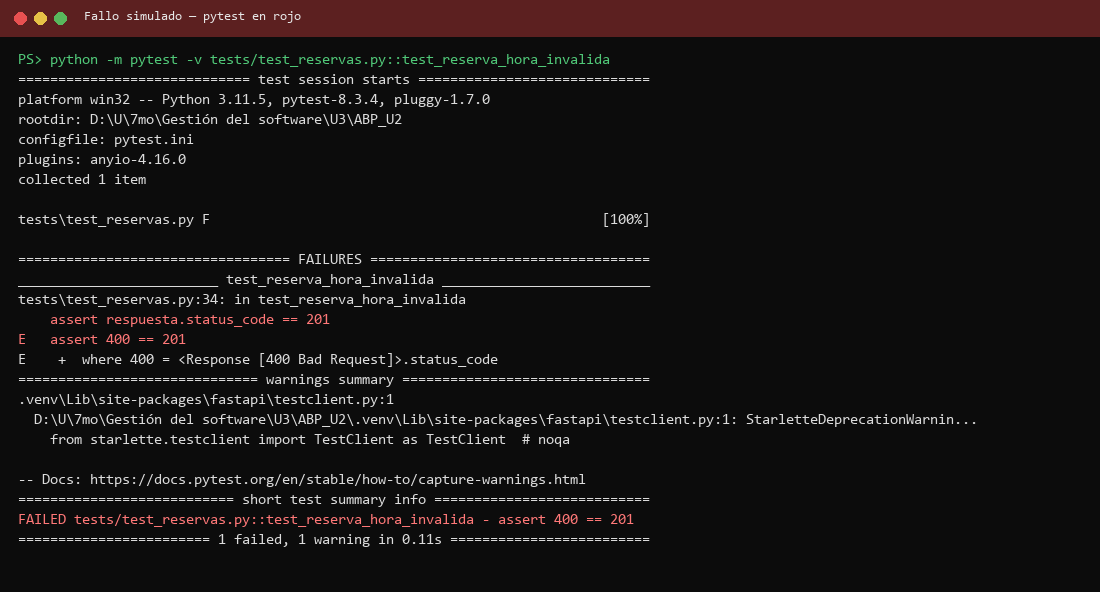 Fallo simulado — pytest en rojo
PS> python -m pytest -v tests/test_reservas.py::test_reserva_hora_invalida
============================= test session starts =============================
platform win32 -- Python 3.11.5, pytest-8.3.4, pluggy-1.7.0
rootdir: D:\U\7mo\Gestión del software\U3\ABP_U2
configfile: pytest.ini
plugins: anyio-4.16.0
collected 1 item
tests\test_reservas.py F                                                 [100%]
================================== FAILURES ===================================
_________________________ test_reserva_hora_invalida __________________________
tests\test_reservas.py:34: in test_reserva_hora_invalida
    assert respuesta.status_code == 201
E   assert 400 == 201
E    +  where 400 = <Response [400 Bad Request]>.status_code
============================== warnings summary ===============================
.venv\Lib\site-packages\fastapi\testclient.py:1
  D:\U\7mo\Gestión del software\U3\ABP_U2\.venv\Lib\site-packages\fastapi\testclient.py:1: StarletteDeprecationWarnin...
    from starlette.testclient import TestClient as TestClient  # noqa
-- Docs: https://docs.pytest.org/en/stable/how-to/capture-warnings.html
=========================== short test summary info ===========================
FAILED tests/test_reservas.py::test_reserva_hora_invalida - assert 400 == 201
======================== 1 failed, 1 warning in 0.11s =========================